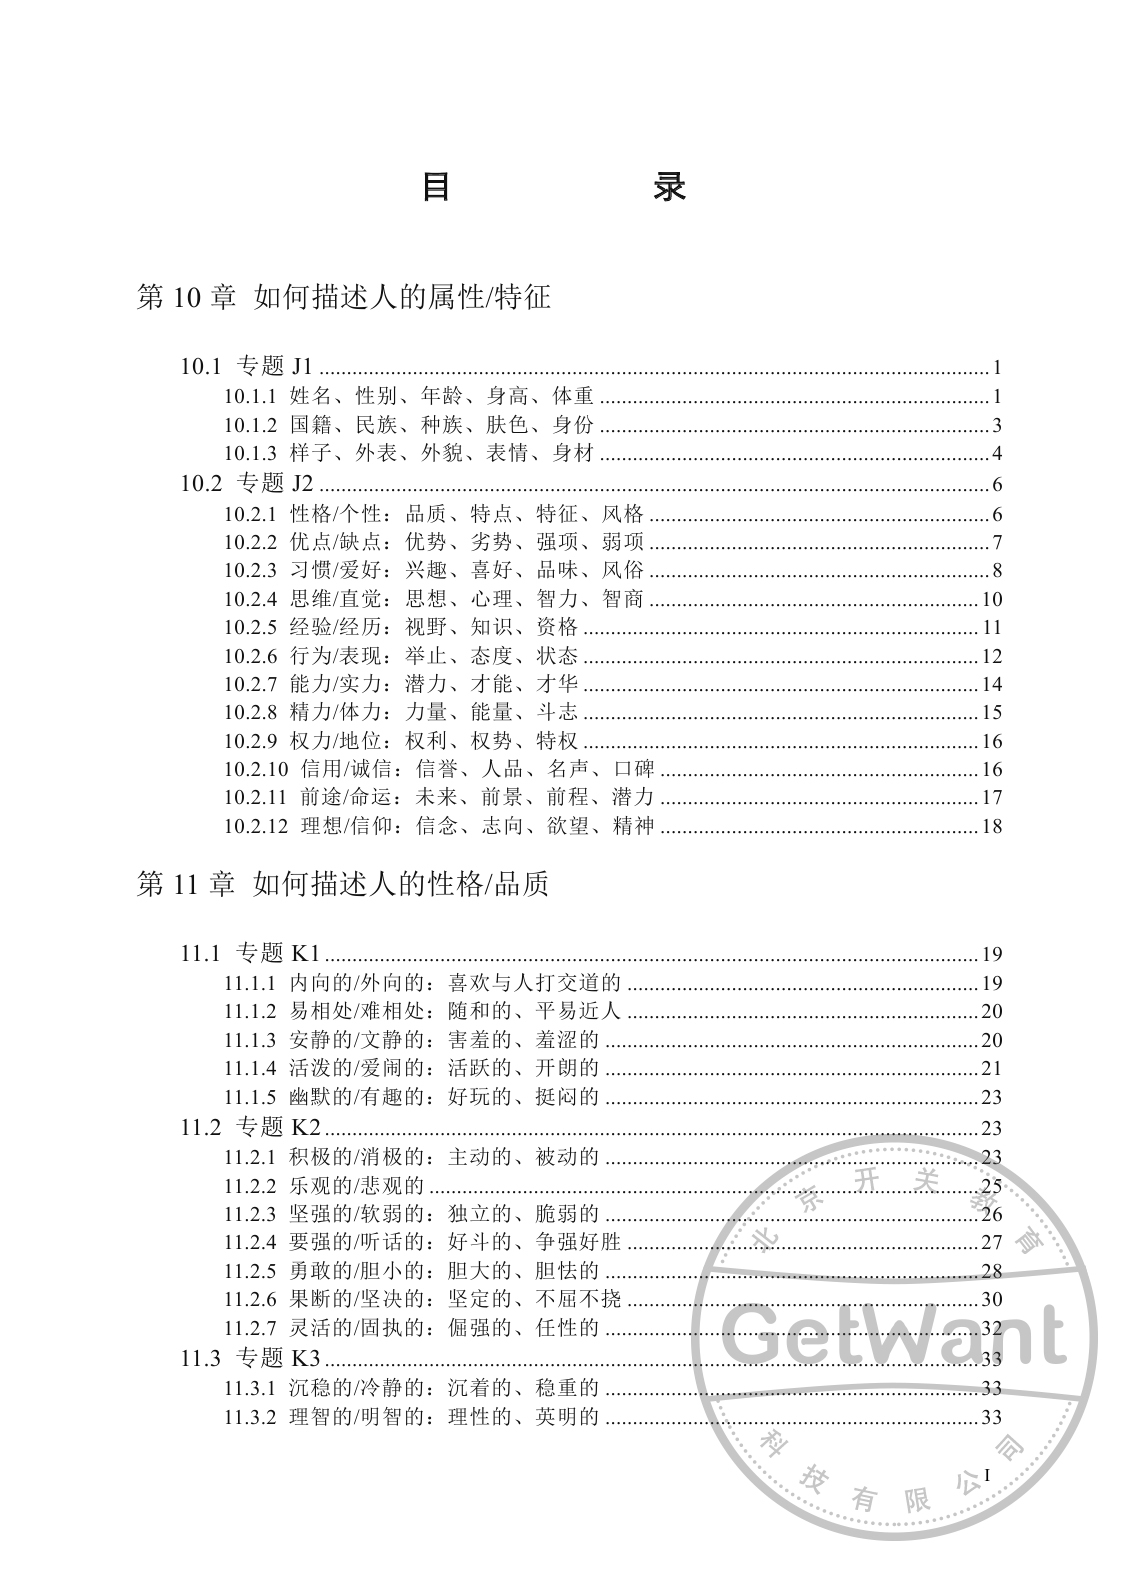 目 录
第 10 章 如何描述人的属性/特征
10.1 专题 J1 ........ 1
10.1.1 姓名、性别、年龄、身高、体重 ........ 1
10.1.2 国籍、民族、种族、肤色、身份 ........ 3
10.1.3 样子、外表、外貌、表情、身材 ........ 4
10.2 专题 J2 ........ 6
10.2.1 性格/个性：品质、特点、特征、风格 ........ 6
10.2.2 优点/缺点：优势、劣势、强项、弱项 ........ 7
10.2.3 习惯/爱好：兴趣、喜好、品味、风俗 ........ 8
10.2.4 思维/直觉：思想、心理、智力、智商 ........ 10
10.2.5 经验/经历：视野、知识、资格 ........ 11
10.2.6 行为/表现：举止、态度、状态 ........ 12
10.2.7 能力/实力：潜力、才能、才华 ........ 14
10.2.8 精力/体力：力量、能量、斗志 ........ 15
10.2.9 权力/地位：权利、权势、特权 ........ 16
10.2.10 信用/诚信：信誉、人品、名声、口碑 ........ 16
10.2.11 前途/命运：未来、前景、前程、潜力 ........ 17
10.2.12 理想/信仰：信念、志向、欲望、精神 ........ 18
第 11 章 如何描述人的性格/品质
11.1 专题 K1 ........ 19
11.1.1 内向的/外向的：喜欢与人打交道的 ........ 19
11.1.2 易相处/难相处：随和的、平易近人 ........ 20
11.1.3 安静的/文静的：害羞的、羞涩的 ........ 20
11.1.4 活泼的/爱闹的：活跃的、开朗的 ........ 21
11.1.5 幽默的/有趣的：好玩的、挺闷的 ........ 23
11.2 专题 K2 ........ 23
11.2.1 积极的/消极的：主动的、被动的 ........ 23
11.2.2 乐观的/悲观的 ........ 25
11.2.3 坚强的/软弱的：独立的、脆弱的 ........ 26
11.2.4 要强的/听话的：好斗的、争强好胜 ........ 27
11.2.5 勇敢的/胆小的：胆大的、胆怯的 ........ 28
11.2.6 果断的/坚决的：坚定的、不屈不挠 ........ 30
11.2.7 灵活的/固执的：倔强的、任性的 ........ 32
11.3 专题 K3 ........ 33
11.3.1 沉稳的/冷静的：沉着的、稳重的 ........ 33
11.3.2 理智的/明智的：理性的、英明的 ........ 33
I
北京开关教育
GetWant
科技有限公司